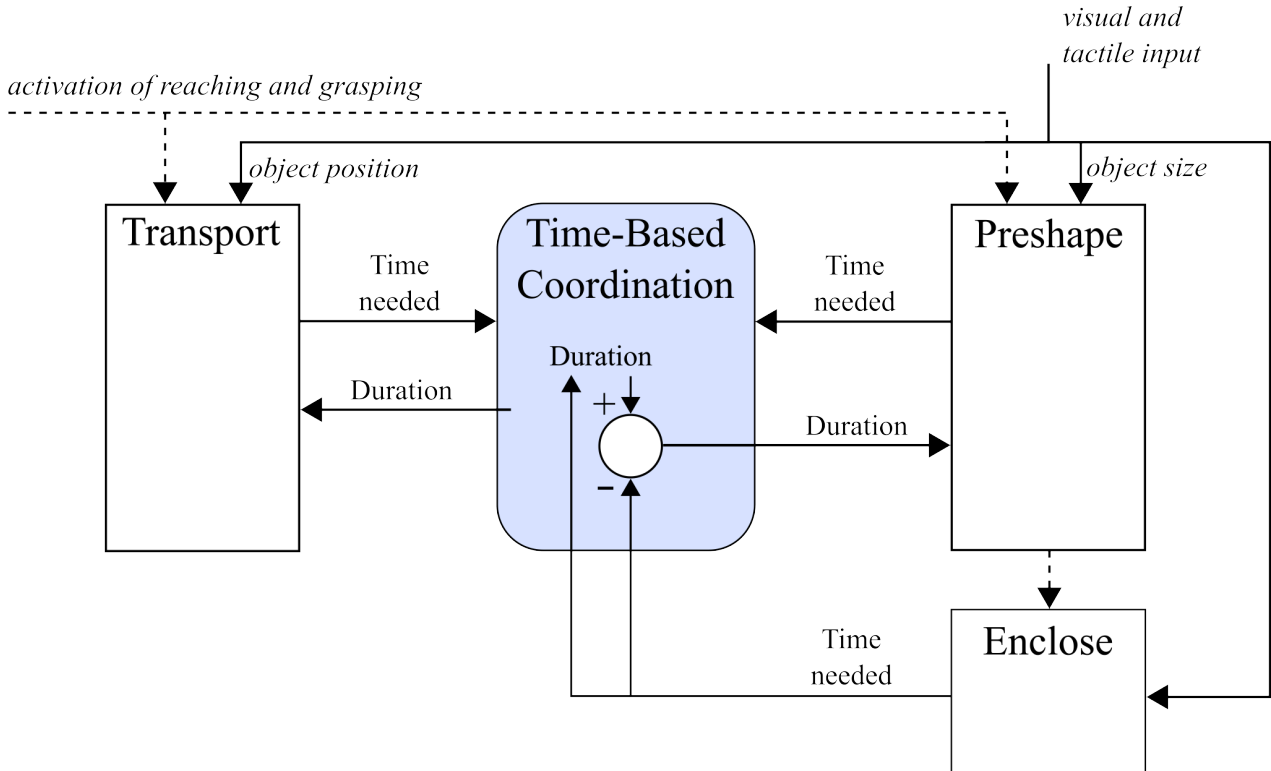 visual and
tactile input
activation of reaching and grasping
object position
object size
Transport
Time-Based
Coordination
Preshape
Time
needed
Time
needed
Duration
Duration
+
Duration
-
Enclose
Time
needed